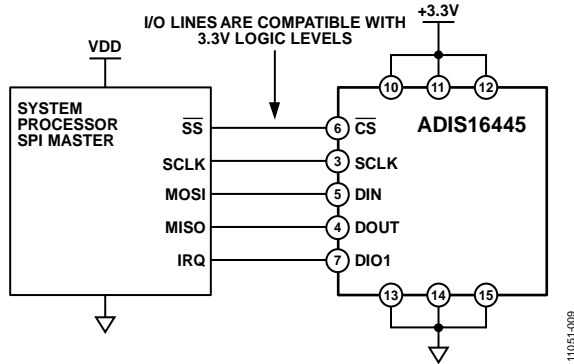 I/O LINES ARE COMPATIBLE WITH
3.3V LOGIC LEVELS
+3.3V
VDD
10 11 12
SYSTEM
PROCESSOR
SPI MASTER
ADIS16445
SS 6 CS
SCLK 3 SCLK
MOSI 5 DIN
MISO 4 DOUT
IRQ 7 DIO1
13 14 15
11051-009